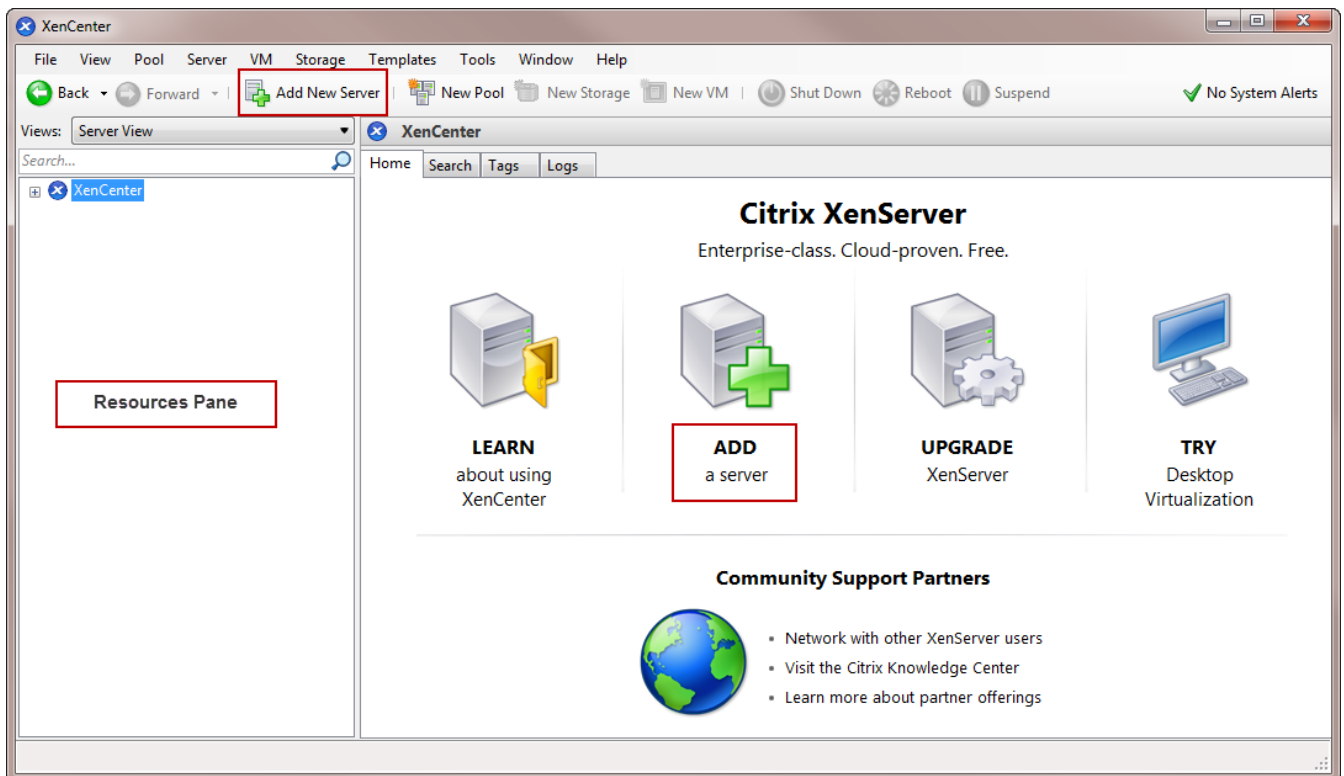 XenCenter
File View Pool Server VM Storage Templates Tools Window Help
Back Forward Add New Server New Pool New Storage New VM Shut Down Reboot Suspend No System Alerts
Views: Server View
XenCenter
Search...
Home Search Tags Logs
XenCenter
Citrix XenServer
Enterprise-class. Cloud-proven. Free.
Resources Pane
LEARN
about using
XenCenter
ADD
a server
UPGRADE
XenServer
TRY
Desktop
Virtualization
Community Support Partners
Network with other XenServer users
Visit the Citrix Knowledge Center
Learn more about partner offerings